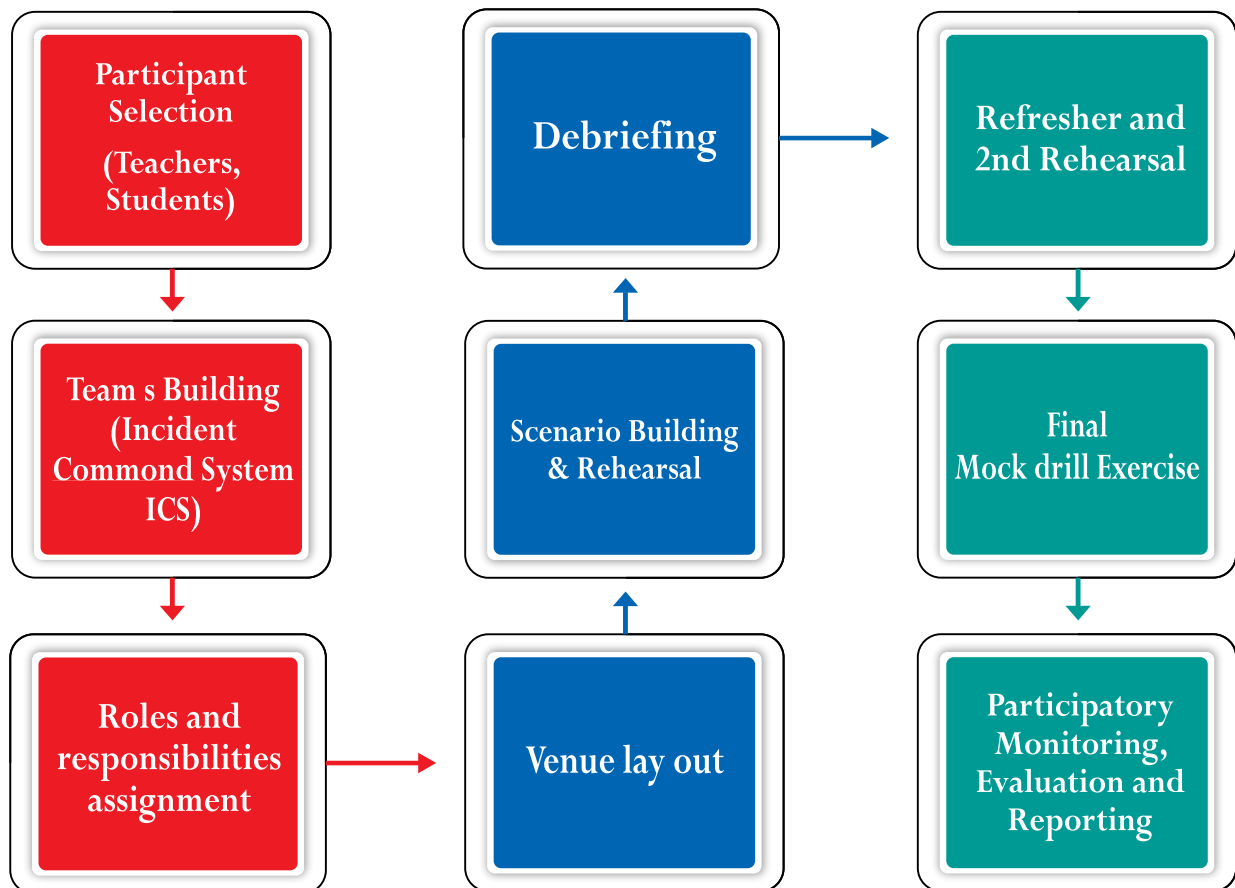 Participant
Selection
(Teachers,
Students)
Team s Building
(Incident
Commond System
ICS)
Roles and
responsibilities
assignment
Venue lay out
Scenario Building
& Rehearsal
Debriefing
Refresher and
2nd Rehearsal
Final
Mock drill Exercise
Participatory
Monitoring,
Evaluation and
Reporting